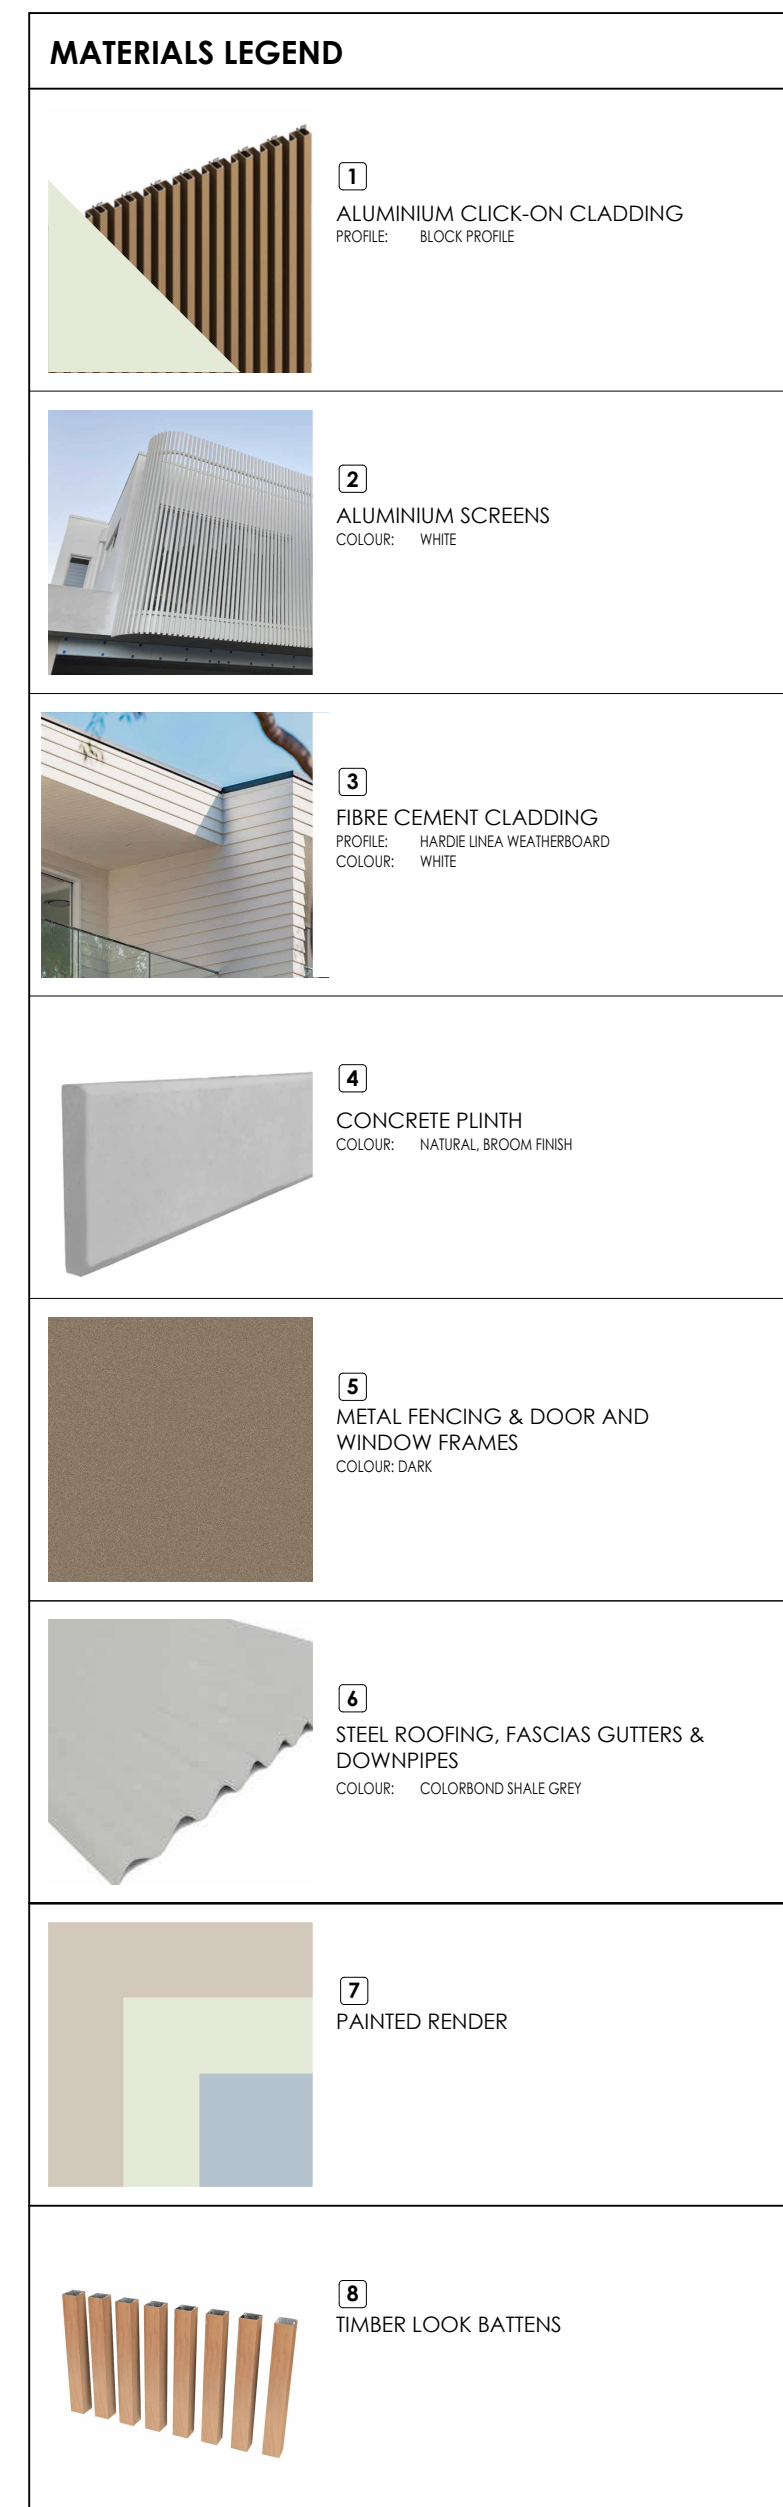 MATERIALS LEGEND
1
ALUMINIUM CLICK-ON CLADDING
PROFILE: BLOCK PROFILE
2
ALUMINIUM SCREENS
COLOUR: WHITE
3
FIBRE CEMENT CLADDING
PROFILE: HARDIE LINEA WEATHERBOARD
COLOUR: WHITE
4
CONCRETE PLINTH
COLOUR: NATURAL, BROOM FINISH
5
METAL FENCING & DOOR AND
WINDOW FRAMES
COLOUR: DARK
6
STEEL ROOFING, FASCIAS GUTTERS &
DOWNPIPES
COLOUR: COLORBOND SHALE GREY
7
PAINTED RENDER
8
TIMBER LOOK BATTENS